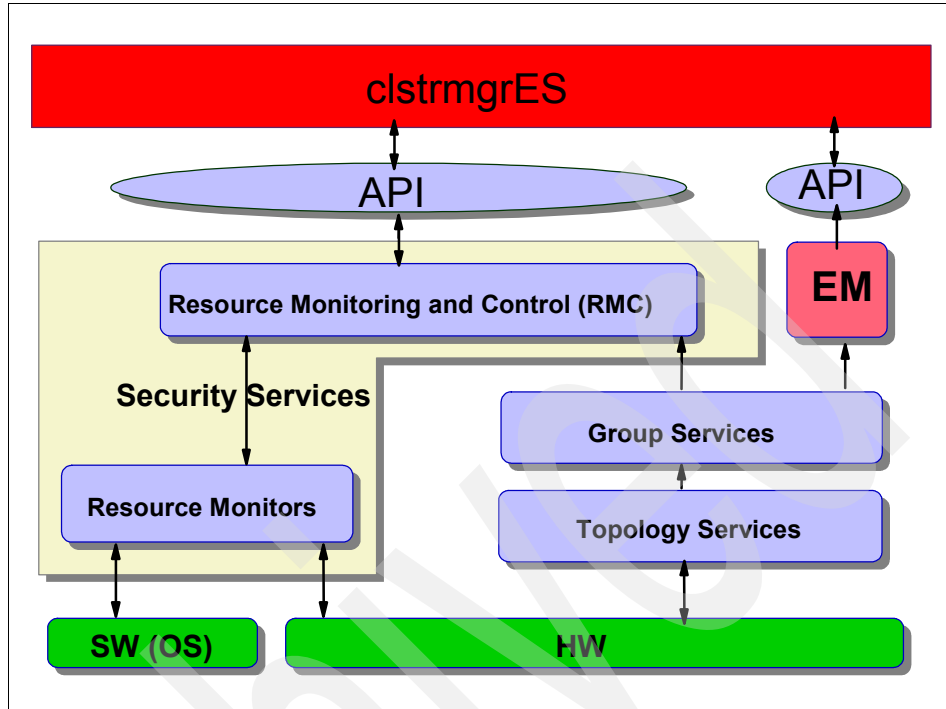 clstrmgrES
API
API
Resource Monitoring and Control (RMC)
EM
Security Services
Group Services
Resource Monitors
Topology Services
SW (OS)
HW